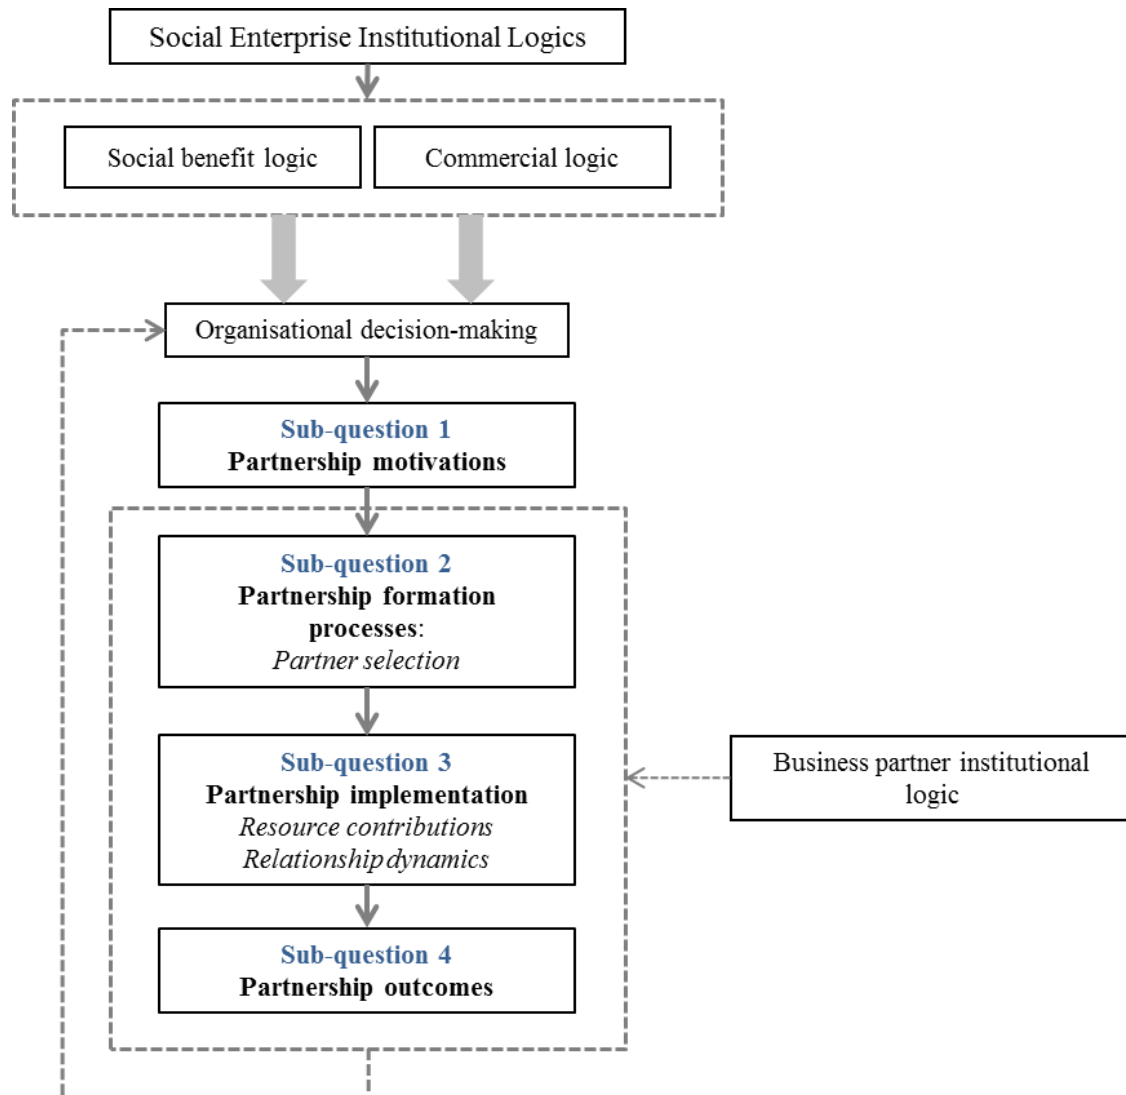 Social Enterprise Institutional Logics
Social benefit logic
Commercial logic
Organisational decision-making
Sub-question 1
Partnership motivations
Sub-question 2
Partnership formation
processes:
Partner selection
Sub-question 3
Partnership implementation
Resource contributions
Relationship dynamics
Business partner institutional
logic
Sub-question 4
Partnership outcomes